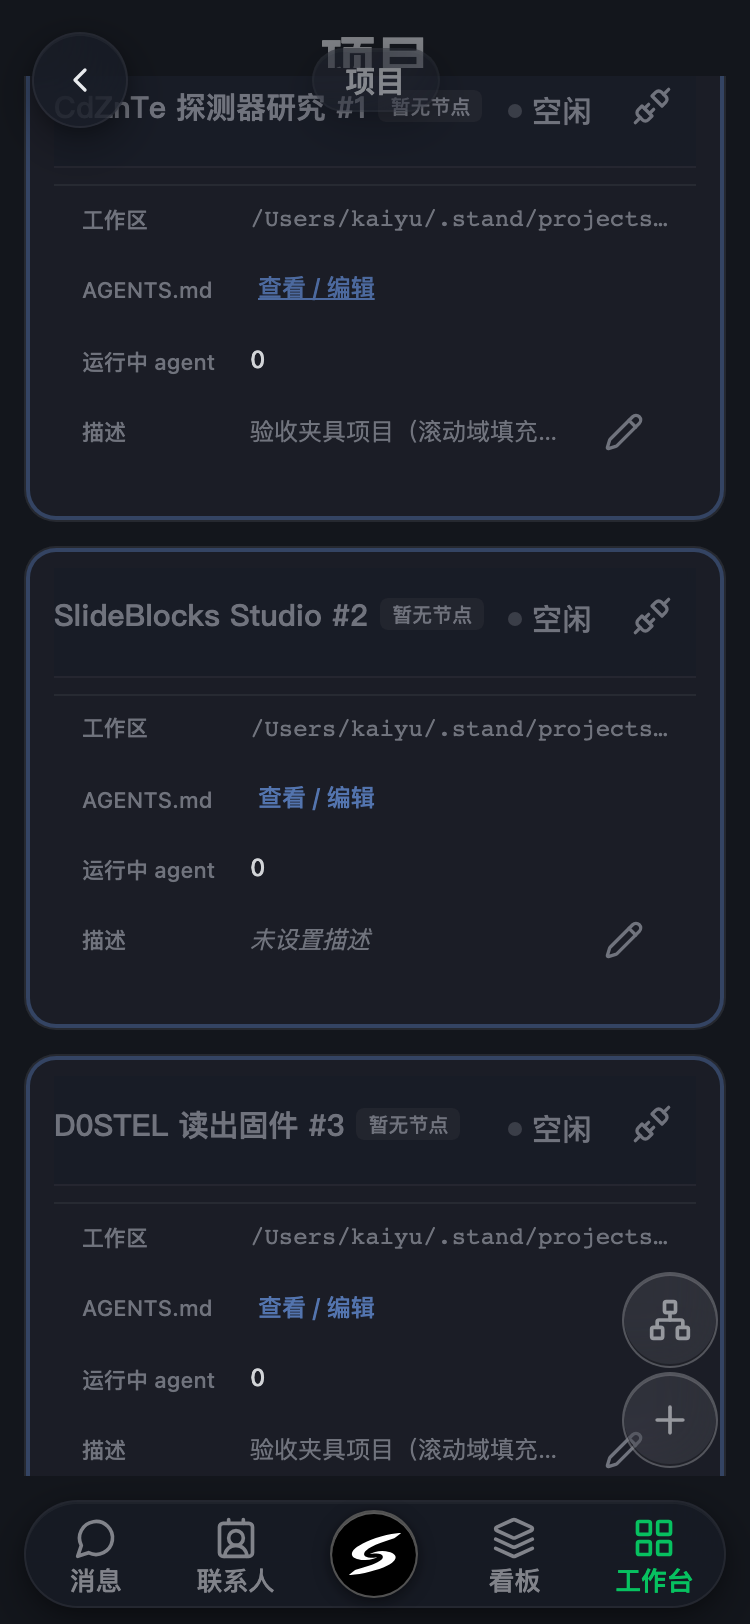 项目
项目
CdZnTe 探测器研究 #1 暂无节点 空闲
工作区 /Users/kaiyu/.stand/projects…
AGENTS.md 查看 / 编辑
运行中 agent 0
描述 验收夹具项目（滚动域填充…
SlideBlocks Studio #2 暂无节点 空闲
工作区 /Users/kaiyu/.stand/projects…
AGENTS.md 查看 / 编辑
运行中 agent 0
描述 未设置描述
D0STEL 读出固件 #3 暂无节点 空闲
工作区 /Users/kaiyu/.stand/projects…
AGENTS.md 查看 / 编辑
运行中 agent 0
描述 验收夹具项目（滚动域填充…
消息 联系人 看板 工作台